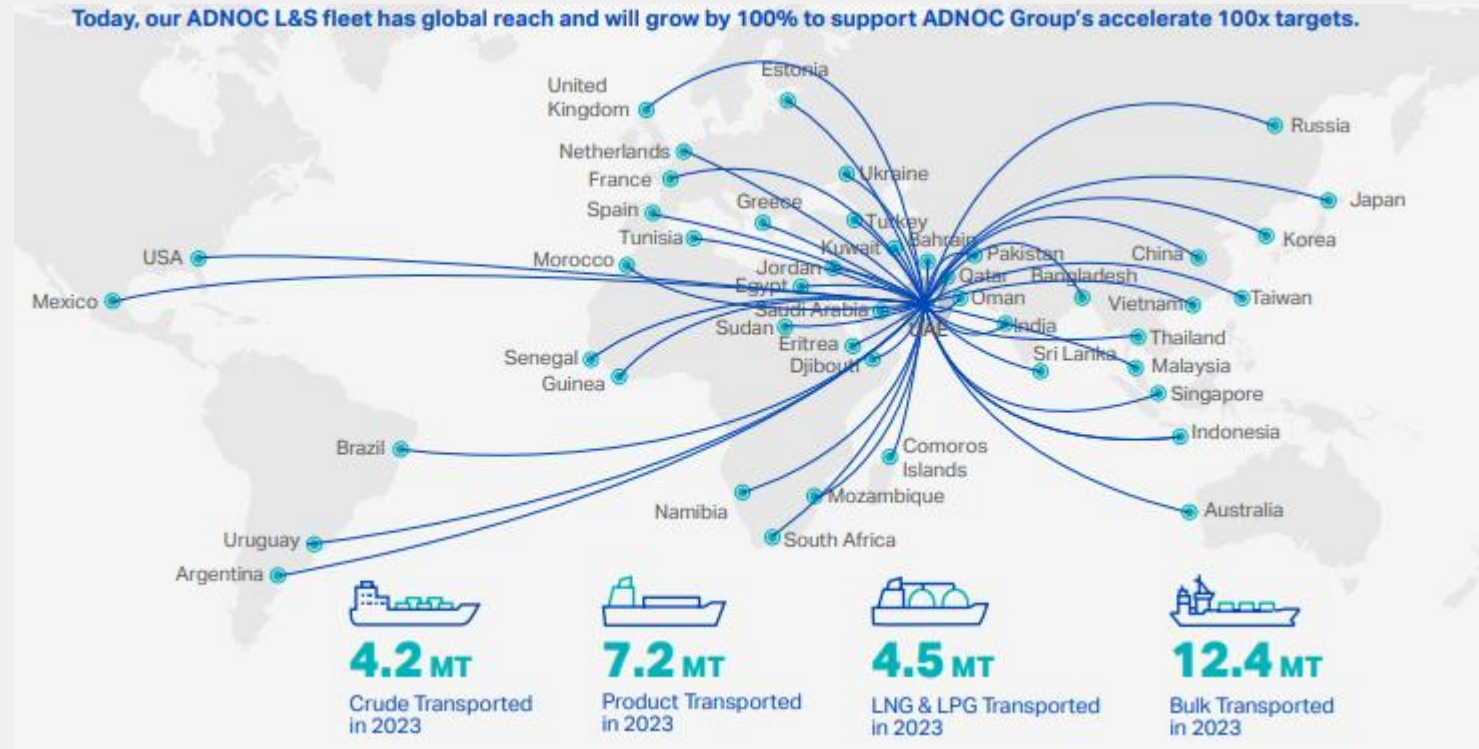 Today, our ADNOC L&S fleet has global reach and will grow by 100% to support ADNOC Group's accelerate 100x targets.
Estonia
United
Kingdom
Russia
Netherlands
Ukraine
France
Japan
Greece
Spain
Turkey
Tunisia
Kuwait
Bahrain
Korea
USA
Morocco
Pakistan
China
Jordan
Qatar
Bangladesh
Egypt
Mexico
Oman
Vietnam
Taiwan
Saudi Arabia
Sudan
UAE
India
Eritrea
Thailand
Senegal
Djibouti
Sri Lanka
Malaysia
Guinea
Singapore
Brazil
Indonesia
Comoros
Islands
Namibia
Mozambique
Australia
Uruguay
South Africa
Argentina
4.2 MT
Crude Transported
in 2023
7.2 MT
Product Transported
in 2023
4.5 MT
LNG & LPG Transported
in 2023
12.4 MT
Bulk Transported
in 2023